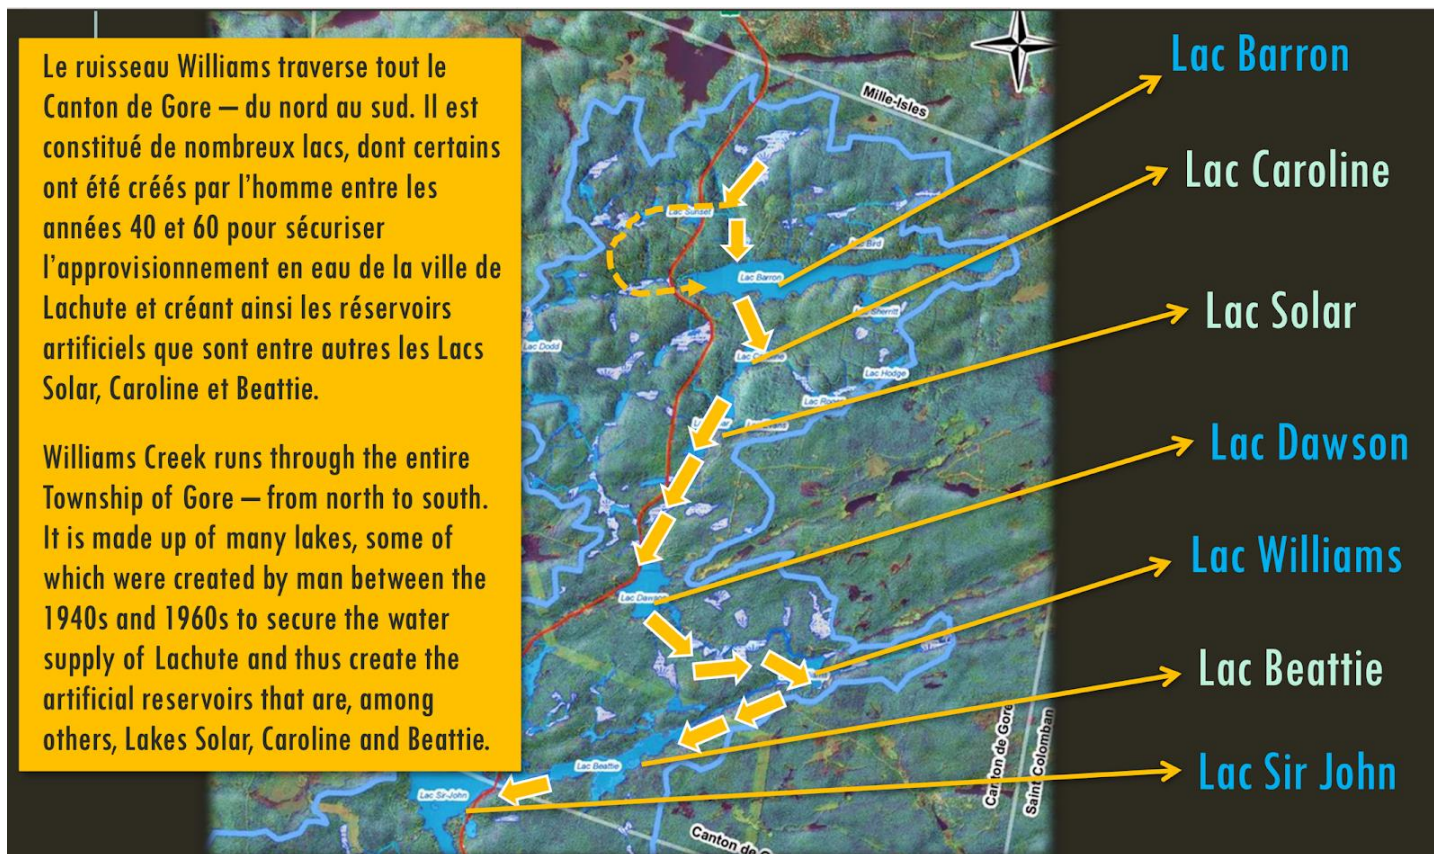 Le ruisseau Williams traverse tout le
Canton de Gore – du nord au sud. Il est
constitué de nombreux lacs, dont certains
ont été créés par l'homme entre les
années 40 et 60 pour sécuriser
l'approvisionnement en eau de la ville de
Lachute et créant ainsi les réservoirs
artificiels que sont entre autres les Lacs
Solar, Caroline et Beattie.
Williams Creek runs through the entire
Township of Gore – from north to south.
It is made up of many lakes, some of
which were created by man between the
1940s and 1960s to secure the water
supply of Lachute and thus create the
artificial reservoirs that are, among
others, Lakes Solar, Caroline and Beattie.
Mille-Isles
Lac Sunset
Lac Bird
Lac Barron
Lac Sherritt
Lac Dodd
Lac
Lac Hodge
Lac
Lac
Lac Dawson
Lac Beattie
Lac Sir-John
Canton de Gore
Saint Colomban
Canton de
Lac Barron
Lac Caroline
Lac Solar
Lac Dawson
Lac Williams
Lac Beattie
Lac Sir John